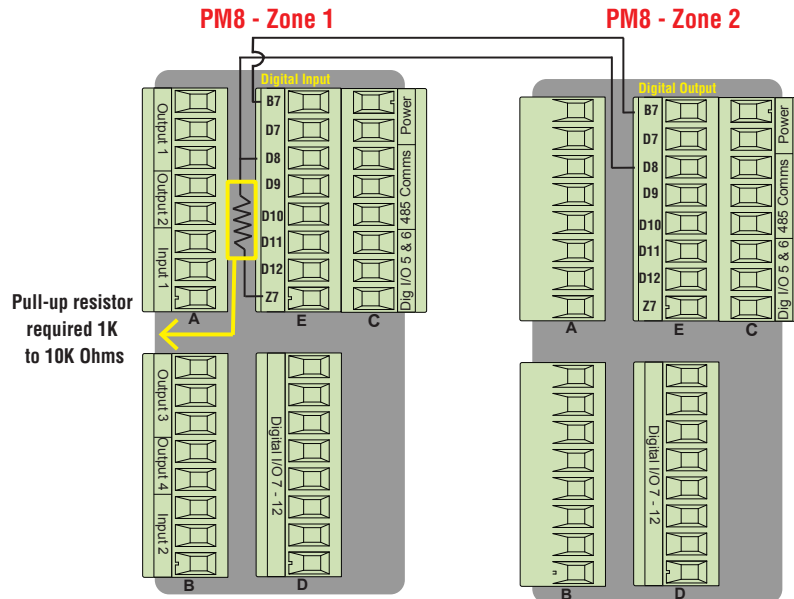 PM8 - Zone 1
Digital Input
Output 1
Output 2
Input 1
B7
D7
D8
D9
D10
D11
D12
Z7
Power
485 Comms
Dig I/O 5 & 6
A
E
C
Pull-up resistor
required 1K
to 10K Ohms
Output 3
Output 4
Input 2
Digital I/O 7 - 12
B
D
PM8 - Zone 2
Digital Output
B7
D7
D8
D9
D10
D11
D12
Z7
Power
485 Comms
Dig I/O 5 & 6
A
E
C
Digital I/O 7 - 12
B
D